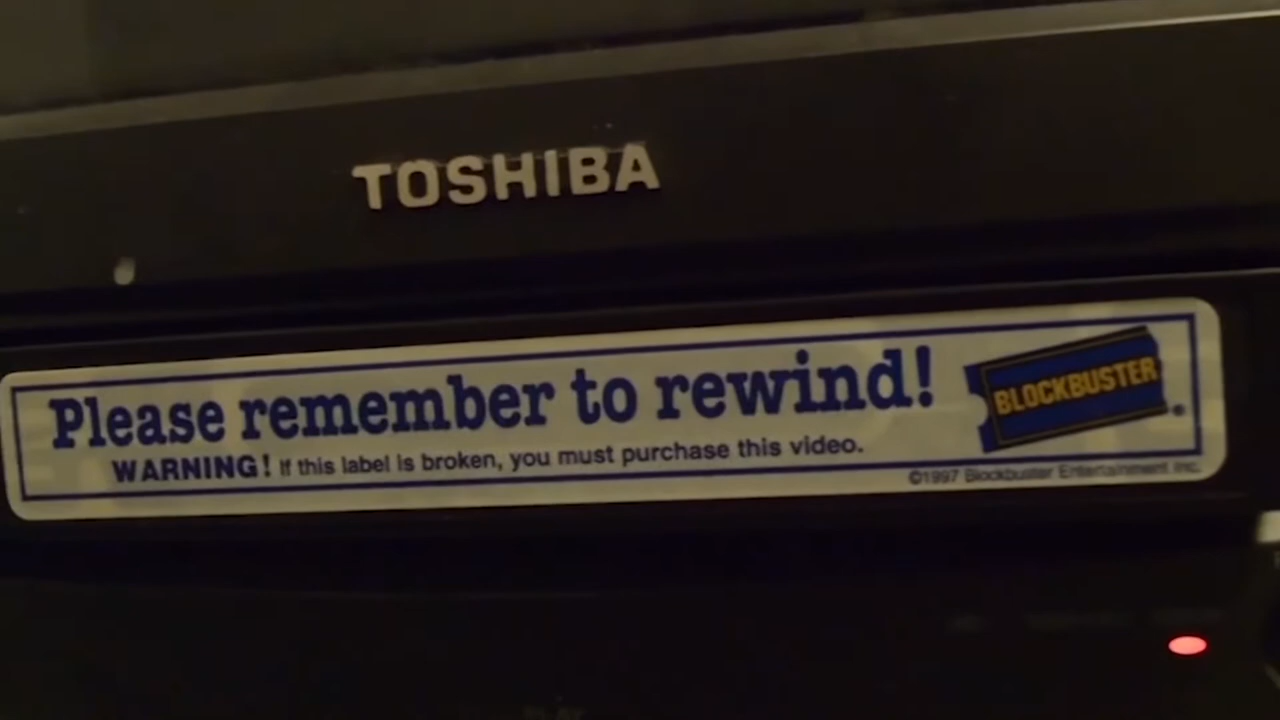 TOSHIBA
Please remember to rewind!
WARNING! If this label is broken, you must purchase this video.
BLOCKBUSTER®
©1997 Blockbuster Entertainment Inc.